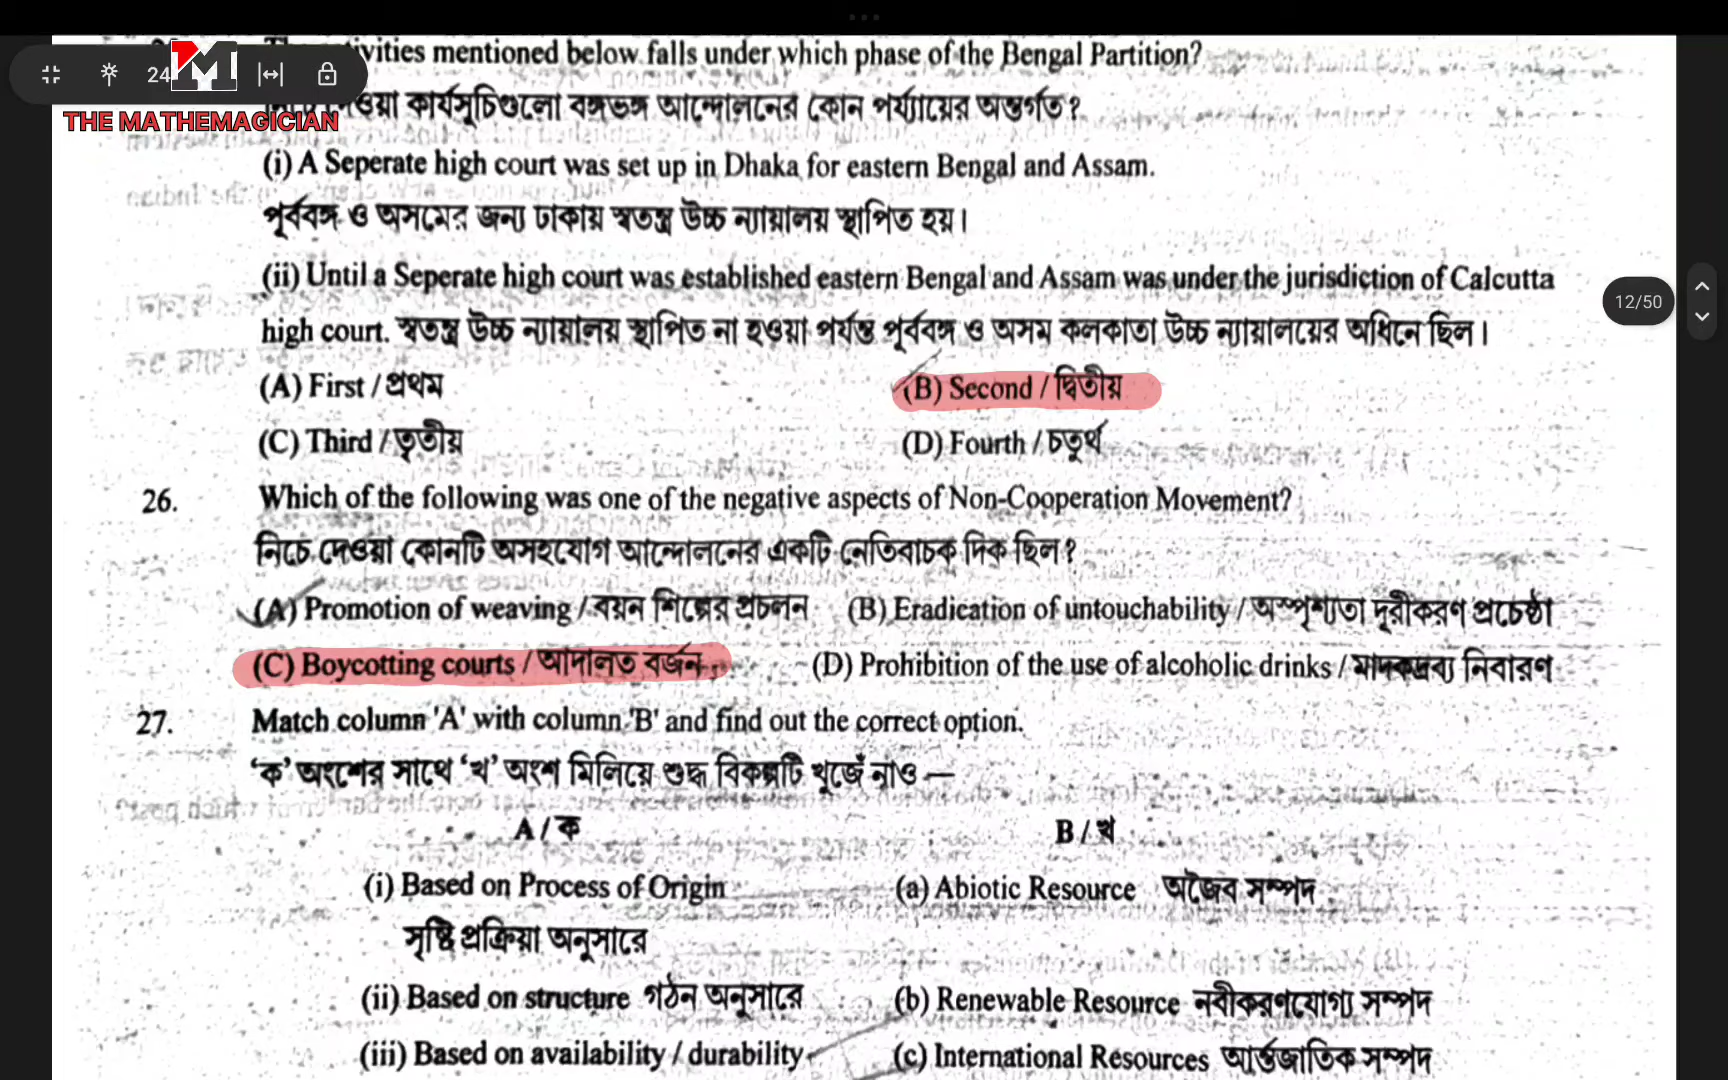 ivities mentioned below falls under which phase of the Bengal Partition?
24
THE MATHEMAGICIAN
দেওয়া কার্যসূচিগুলো বঙ্গভঙ্গ আন্দোলনের কোন পর্য্যায়ের অন্তর্গত?
(i) A Seperate high court was set up in Dhaka for eastern Bengal and Assam.
পূর্ববঙ্গ ও অসমের জন্য ঢাকায় স্বতন্ত্র উচ্চ ন্যায়ালয় স্থাপিত হয়।
(ii) Until a Seperate high court was established eastern Bengal and Assam was under the jurisdiction of Calcutta
12/50
high court. স্বতন্ত্র উচ্চ ন্যায়ালয় স্থাপিত না হওয়া পর্যন্ত পূর্ববঙ্গ ও অসম কলকাতা উচ্চ ন্যায়ালয়ের অধিনে ছিল।
(A) First / প্রথম (B) Second / দ্বিতীয়
(C) Third / তৃতীয় (D) Fourth / চতুর্থ
26. Which of the following was one of the negative aspects of Non-Cooperation Movement?
নিচে দেওয়া কোনটি অসহযোগ আন্দোলনের একটি নেতিবাচক দিক ছিল?
(A) Promotion of weaving / বয়ন শিল্পের প্রচলন (B) Eradication of untouchability / অস্পৃশ্যতা দূরীকরণ প্রচেষ্ঠা
(C) Boycotting courts / আদালত বর্জন (D) Prohibition of the use of alcoholic drinks / মাদকদ্রব্য নিবারণ
27. Match column 'A' with column 'B' and find out the correct option.
‘ক’ অংশের সাথে ‘খ’ অংশ মিলিয়ে শুদ্ধ বিকল্পটি খুজেঁ নাও —
A / ক B / খ
(i) Based on Process of Origin (a) Abiotic Resource অজৈব সম্পদ
সৃষ্টি প্রক্রিয়া অনুসারে
(ii) Based on structure গঠন অনুসারে (b) Renewable Resource নবীকরণযোগ্য সম্পদ
(iii) Based on availability / durability (c) International Resources আর্ন্তজাতিক সম্পদ